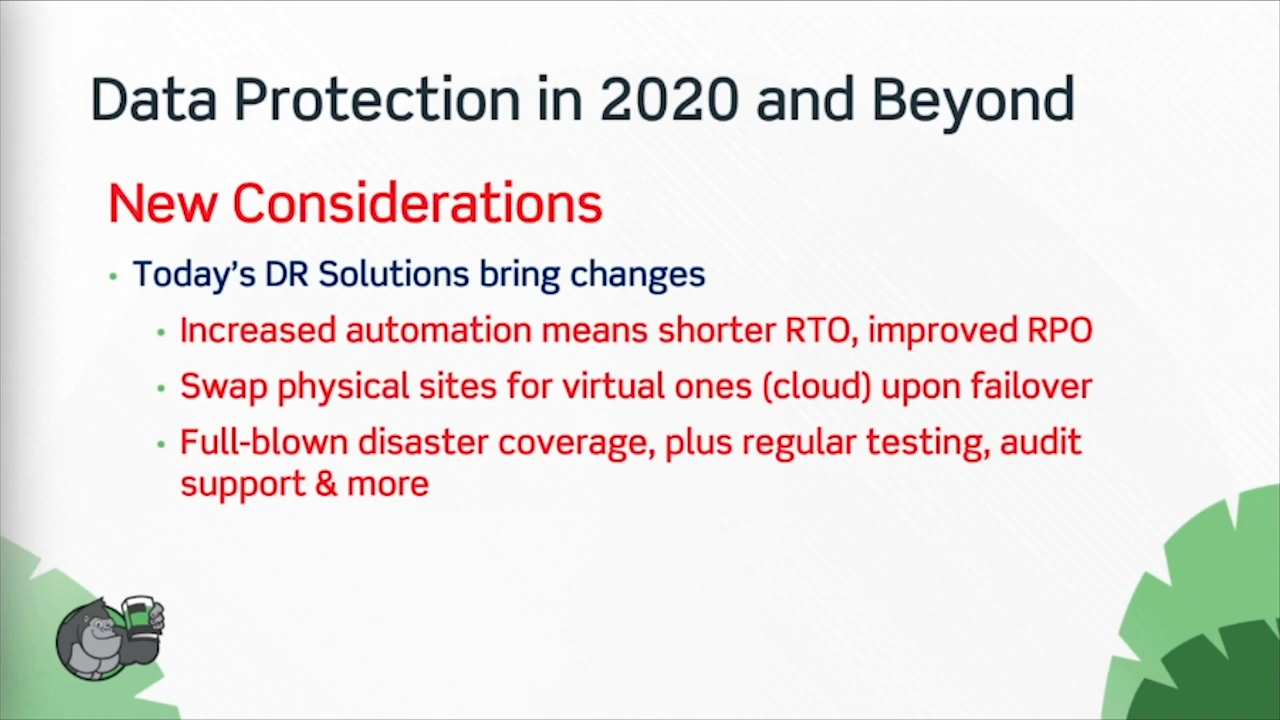 Data Protection in 2020 and Beyond
New Considerations
• Today’s DR Solutions bring changes
• Increased automation means shorter RTO, improved RPO
• Swap physical sites for virtual ones (cloud) upon failover
• Full-blown disaster coverage, plus regular testing, audit
support & more